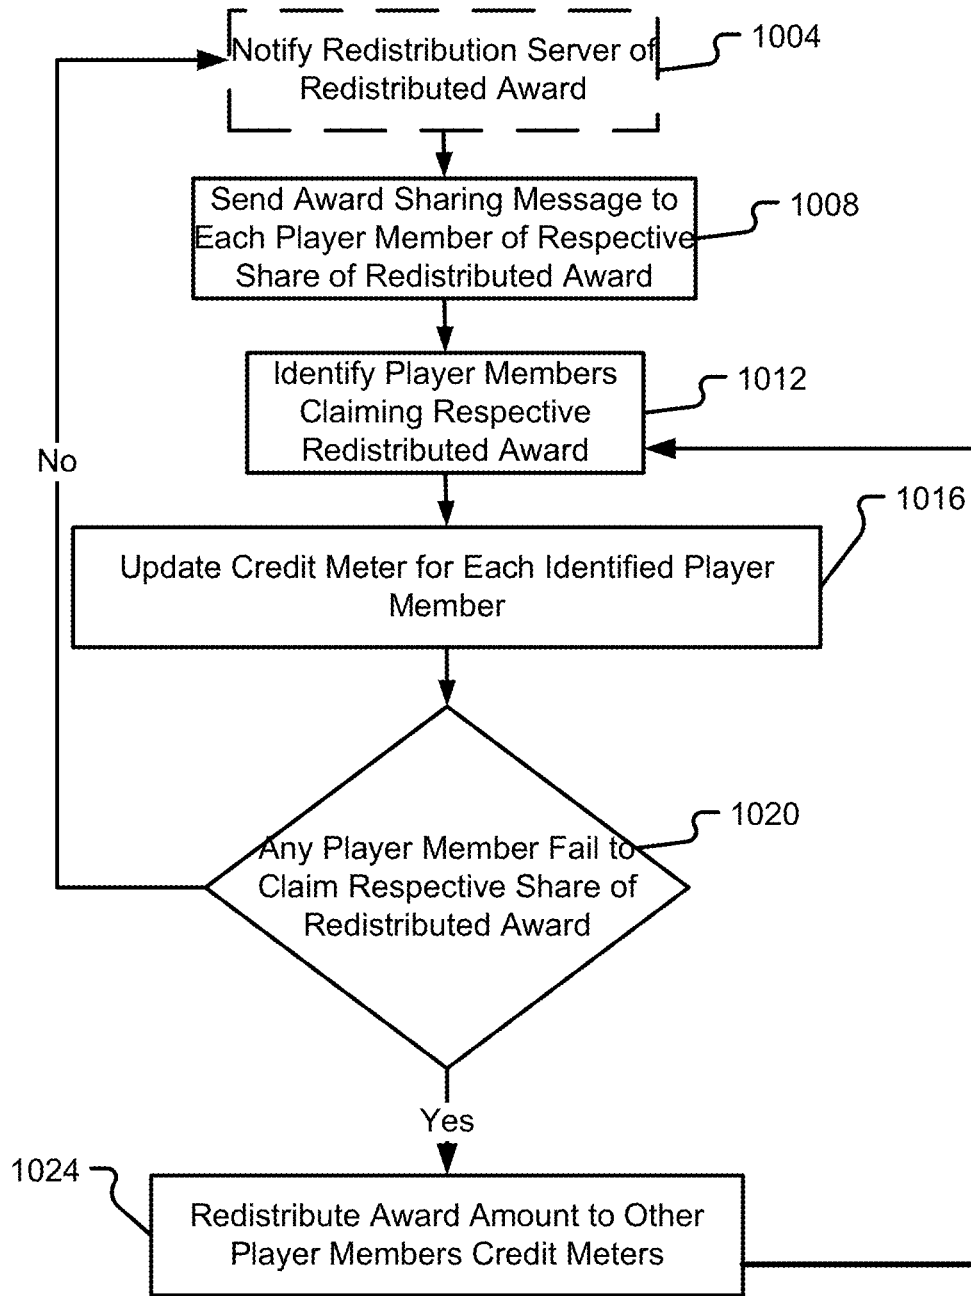 Notify Redistribution Server of
Redistributed Award
1004
Send Award Sharing Message to
Each Player Member of Respective
Share of Redistributed Award
1008
Identify Player Members
Claiming Respective
Redistributed Award
1012
No
Update Credit Meter for Each Identified Player
Member
1016
Any Player Member Fail to
Claim Respective Share of
Redistributed Award
1020
Yes
1024
Redistribute Award Amount to Other
Player Members Credit Meters